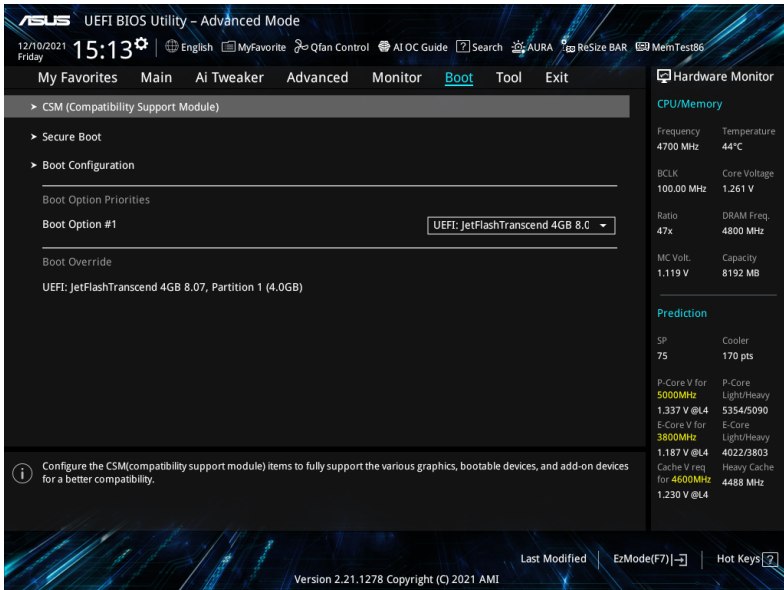 ASUS UEFI BIOS Utility – Advanced Mode
12/10/2021 Friday 15:13 English MyFavorite Qfan Control AI OC Guide ? Search AURA ReSize BAR MemTest86
My Favorites Main Ai Tweaker Advanced Monitor Boot Tool Exit
> CSM (Compatibility Support Module)
> Secure Boot
> Boot Configuration
Boot Option Priorities
Boot Option #1 UEFI: JetFlashTranscend 4GB 8.0
Boot Override
UEFI: JetFlashTranscend 4GB 8.07, Partition 1 (4.0GB)
i Configure the CSM(compatibility support module) items to fully support the various graphics, bootable devices, and add-on devices
for a better compatibility.
Hardware Monitor
CPU/Memory
Frequency Temperature
4700 MHz 44°C
BCLK Core Voltage
100.00 MHz 1.261 V
Ratio DRAM Freq.
47x 4800 MHz
MC Volt. Capacity
1.119 V 8192 MB
Prediction
SP Cooler
75 170 pts
P-Core V for P-Core
5000MHz Light/Heavy
1.337 V @L4 5354/5090
E-Core V for E-Core
3800MHz Light/Heavy
1.187 V @L4 4022/3803
Cache V req Heavy Cache
for 4600MHz 4488 MHz
1.230 V @L4
Last Modified EzMode(F7) Hot Keys ?
Version 2.21.1278 Copyright (C) 2021 AMI